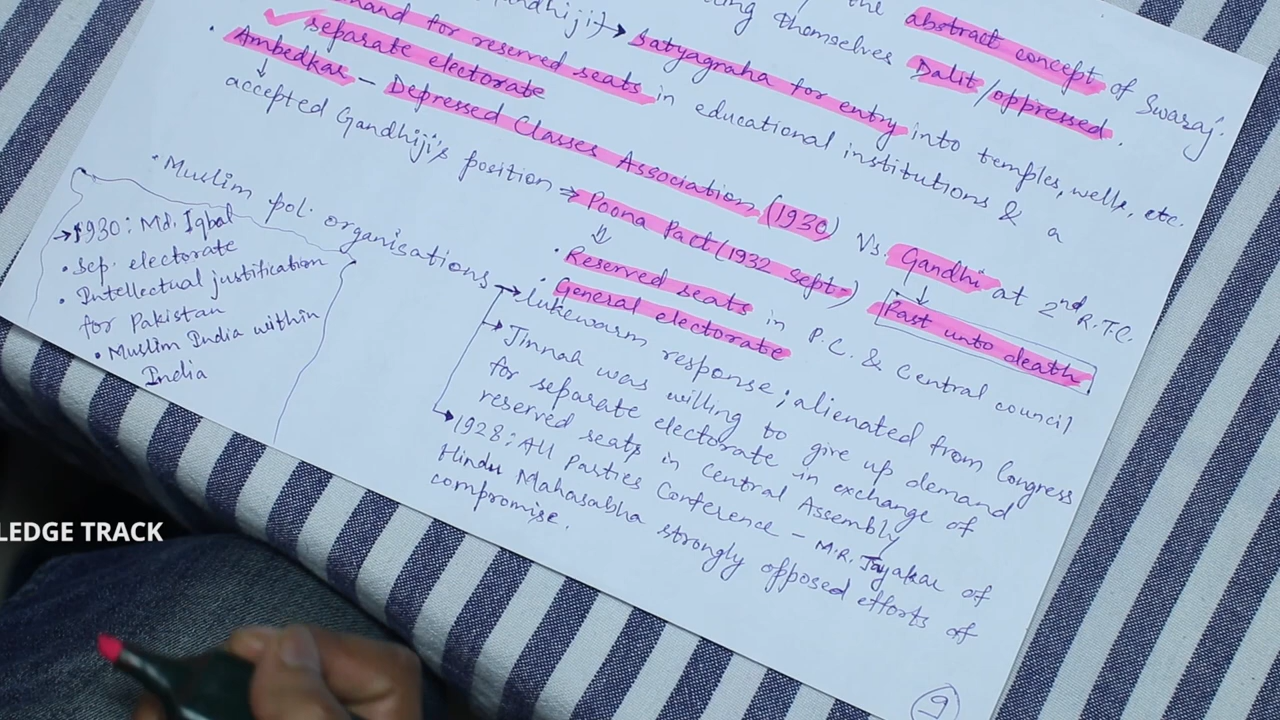 the abstract concept of Swaraj.
themselves Dalit/oppressed.
Gandhiji) → Satyagraha for entry into temples, wells, etc.
for reserved seats in educational institutions & a
separate electorate
• Ambedkar – Depressed Classes Association (1930) Vs. Gandhi at 2nd R.T.C.
Fast unto death
accepted Gandhiji's position ⇒ Poona Pact (1932 Sept.)
• Reserved seats in P.C. & Central council
• General electorate
• Muslim pol. organisations → lukewarm response; alienated from Congress
→ Jinnah was willing to give up demand
for separate electorate in exchange of
reserved seats in Central Assembly
→ 1928: All Parties Conference – M.R. Jayakar of
Hindu Mahasabha strongly opposed efforts of
compromise.
→ 1930: Md. Iqbal
• Sep. electorate
• Intellectual justification
for Pakistan
• Muslim India within
India
9
LEDGE TRACK